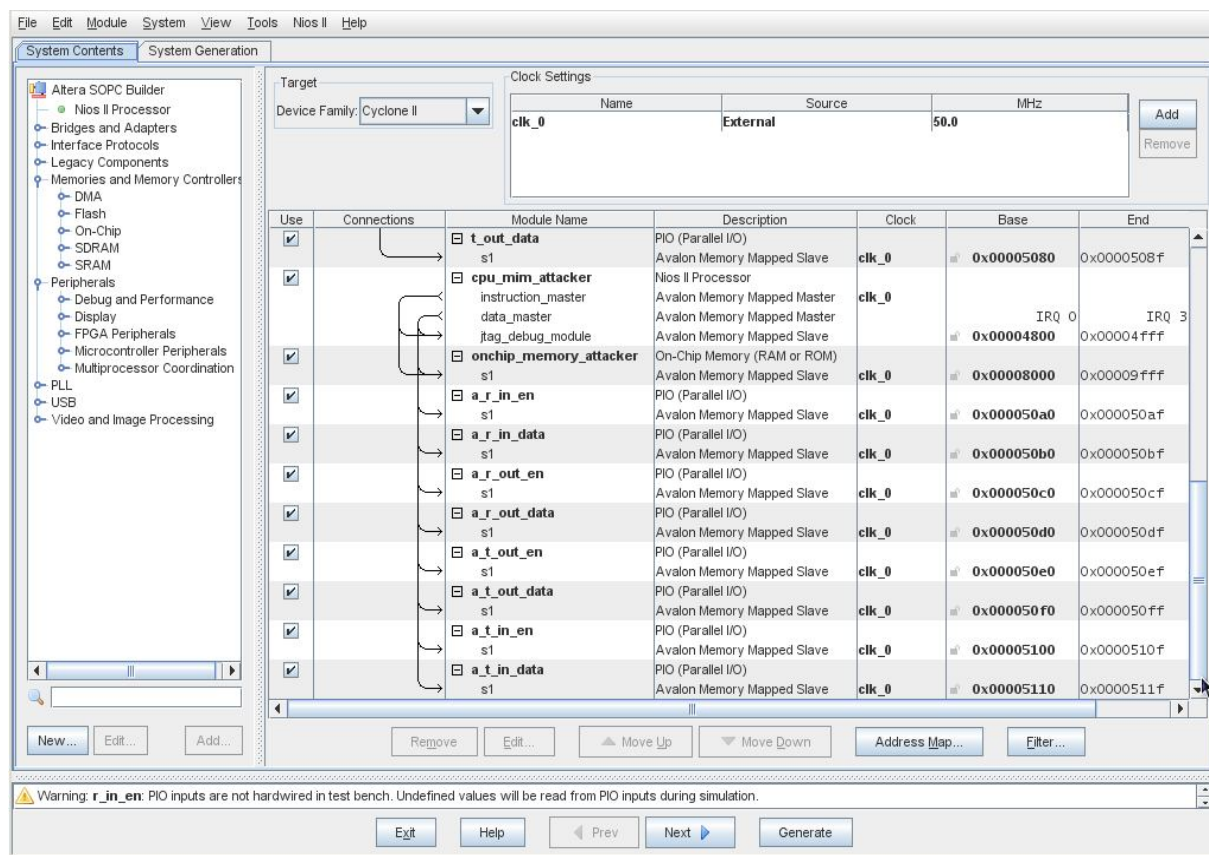 File Edit Module System View Tools Nios II Help
System Contents System Generation
Altera SOPC Builder
Nios II Processor
Bridges and Adapters
Interface Protocols
Legacy Components
Memories and Memory Controllers
DMA
Flash
On-Chip
SDRAM
SRAM
Peripherals
Debug and Performance
Display
FPGA Peripherals
Microcontroller Peripherals
Multiprocessor Coordination
PLL
USB
Video and Image Processing
New... Edit... Add...
Target
Device Family: Cyclone II
Clock Settings
Name Source MHz
clk_0 External 50.0
Add
Remove
Use Connections Module Name Description Clock Base End
t_out_data PIO (Parallel I/O)
s1 Avalon Memory Mapped Slave clk_0 0x00005080 0x0000508f
cpu_mim_attacker Nios II Processor
instruction_master Avalon Memory Mapped Master clk_0
data_master Avalon Memory Mapped Master IRQ 0 IRQ 3
jtag_debug_module Avalon Memory Mapped Slave 0x00004800 0x00004fff
onchip_memory_attacker On-Chip Memory (RAM or ROM)
s1 Avalon Memory Mapped Slave clk_0 0x00008000 0x00009fff
a_r_in_en PIO (Parallel I/O)
s1 Avalon Memory Mapped Slave clk_0 0x000050a0 0x000050af
a_r_in_data PIO (Parallel I/O)
s1 Avalon Memory Mapped Slave clk_0 0x000050b0 0x000050bf
a_r_out_en PIO (Parallel I/O)
s1 Avalon Memory Mapped Slave clk_0 0x000050c0 0x000050cf
a_r_out_data PIO (Parallel I/O)
s1 Avalon Memory Mapped Slave clk_0 0x000050d0 0x000050df
a_t_out_en PIO (Parallel I/O)
s1 Avalon Memory Mapped Slave clk_0 0x000050e0 0x000050ef
a_t_out_data PIO (Parallel I/O)
s1 Avalon Memory Mapped Slave clk_0 0x000050f0 0x000050ff
a_t_in_en PIO (Parallel I/O)
s1 Avalon Memory Mapped Slave clk_0 0x00005100 0x0000510f
a_t_in_data PIO (Parallel I/O)
s1 Avalon Memory Mapped Slave clk_0 0x00005110 0x0000511f
Remove Edit... Move Up Move Down Address Map... Filter...
Warning: r_in_en: PIO inputs are not hardwired in test bench. Undefined values will be read from PIO inputs during simulation.
Exit Help Prev Next Generate